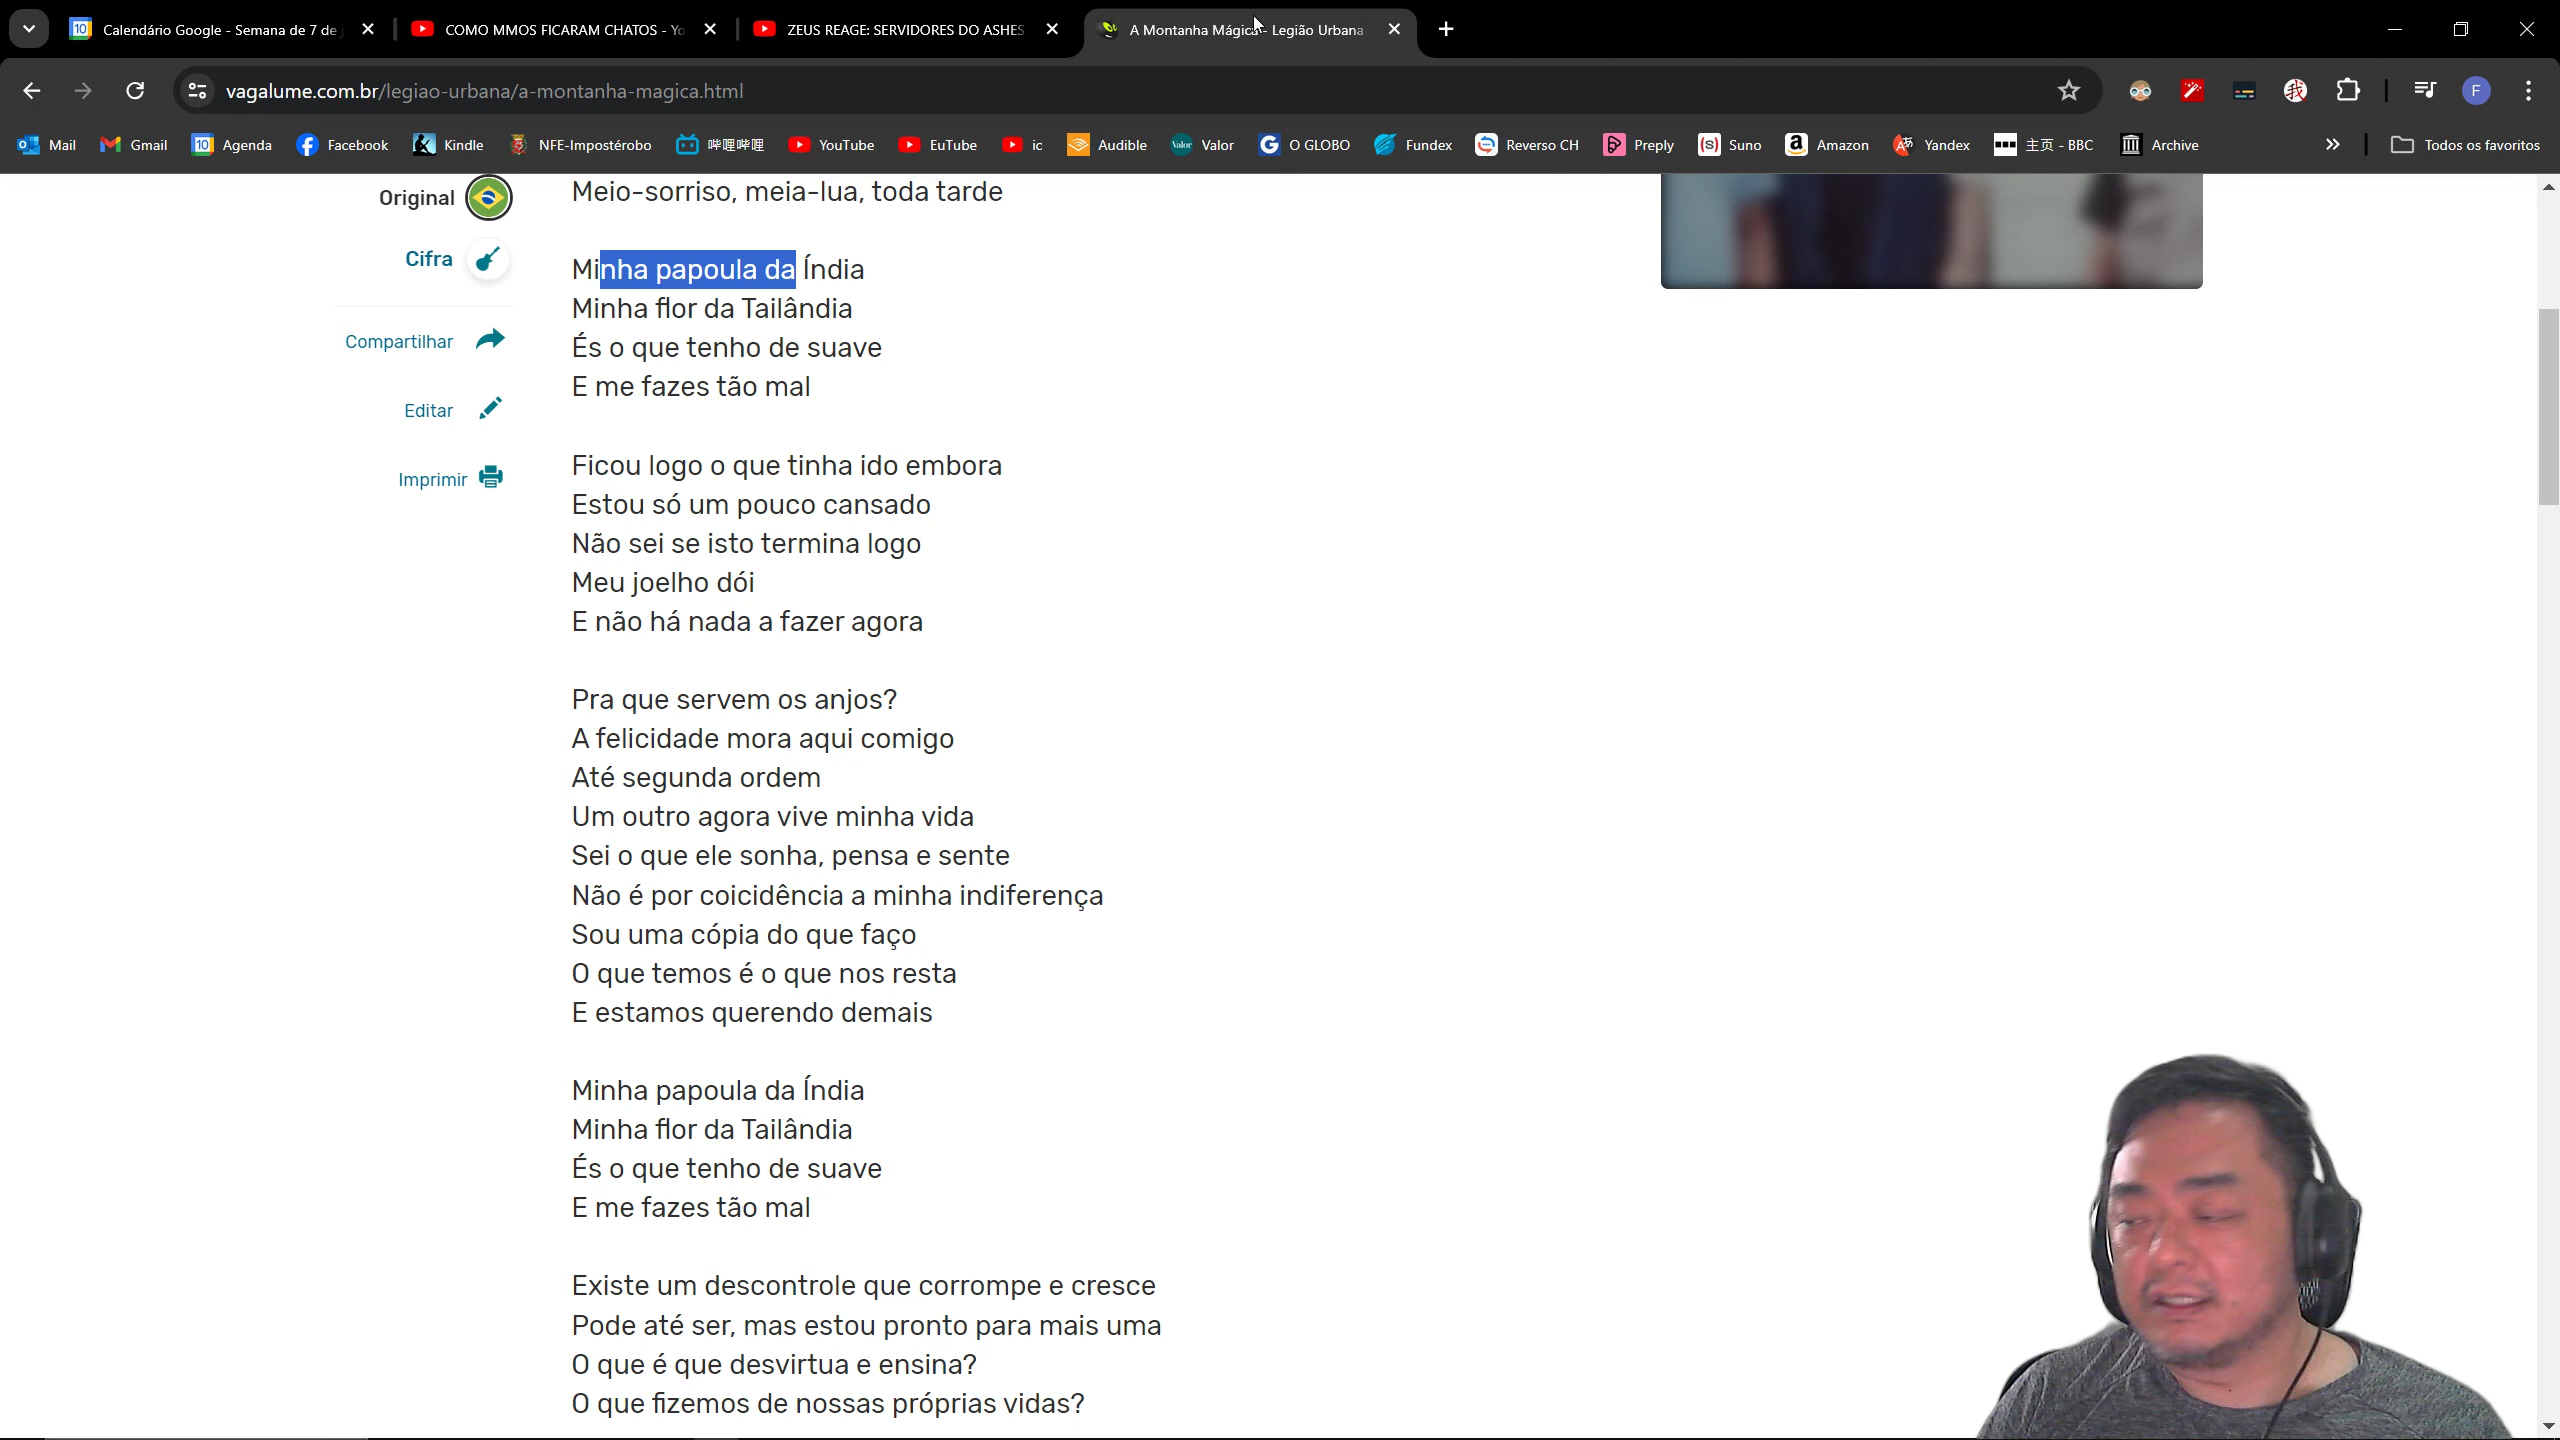 Calendário Google - Semana de 7 de
COMO MMOS FICARAM CHATOS - Yo
ZEUS REAGE: SERVIDORES DO ASHES
A Montanha Mágica - Legião Urbana
vagalume.com.br/legiao-urbana/a-montanha-magica.html
F
Mail
Gmail
Agenda
Facebook
Kindle
NFE-Impostérobo
哔哩哔哩
YouTube
EuTube
ic
Audible
Valor
O GLOBO
Fundex
Reverso CH
Preply
Suno
Amazon
Yandex
主页 - BBC
Archive
Todos os favoritos
Original
Cifra
Compartilhar
Editar
Imprimir
Meio-sorriso, meia-lua, toda tarde
Minha papoula da Índia
Minha flor da Tailândia
És o que tenho de suave
E me fazes tão mal
Ficou logo o que tinha ido embora
Estou só um pouco cansado
Não sei se isto termina logo
Meu joelho dói
E não há nada a fazer agora
Pra que servem os anjos?
A felicidade mora aqui comigo
Até segunda ordem
Um outro agora vive minha vida
Sei o que ele sonha, pensa e sente
Não é por coicidência a minha indiferença
Sou uma cópia do que faço
O que temos é o que nos resta
E estamos querendo demais
Minha papoula da Índia
Minha flor da Tailândia
És o que tenho de suave
E me fazes tão mal
Existe um descontrole que corrompe e cresce
Pode até ser, mas estou pronto para mais uma
O que é que desvirtua e ensina?
O que fizemos de nossas próprias vidas?